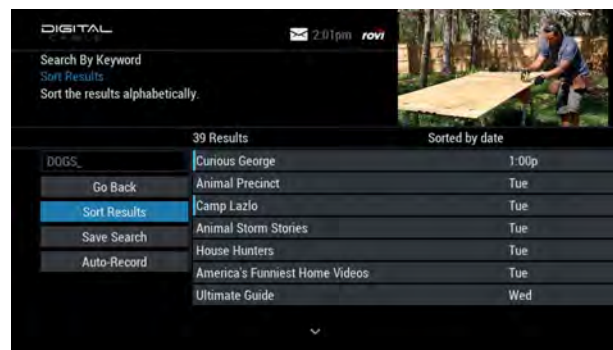 DIGITAL
CABLE
2:01pm rovi
Search By Keyword
Sort Results
Sort the results alphabetically.
39 Results Sorted by date
DOGS_
Curious George 1:00p
Go Back
Animal Precinct Tue
Sort Results
Camp Lazlo Tue
Save Search
Animal Storm Stories Tue
Auto-Record
House Hunters Tue
America's Funniest Home Videos Tue
Ultimate Guide Wed